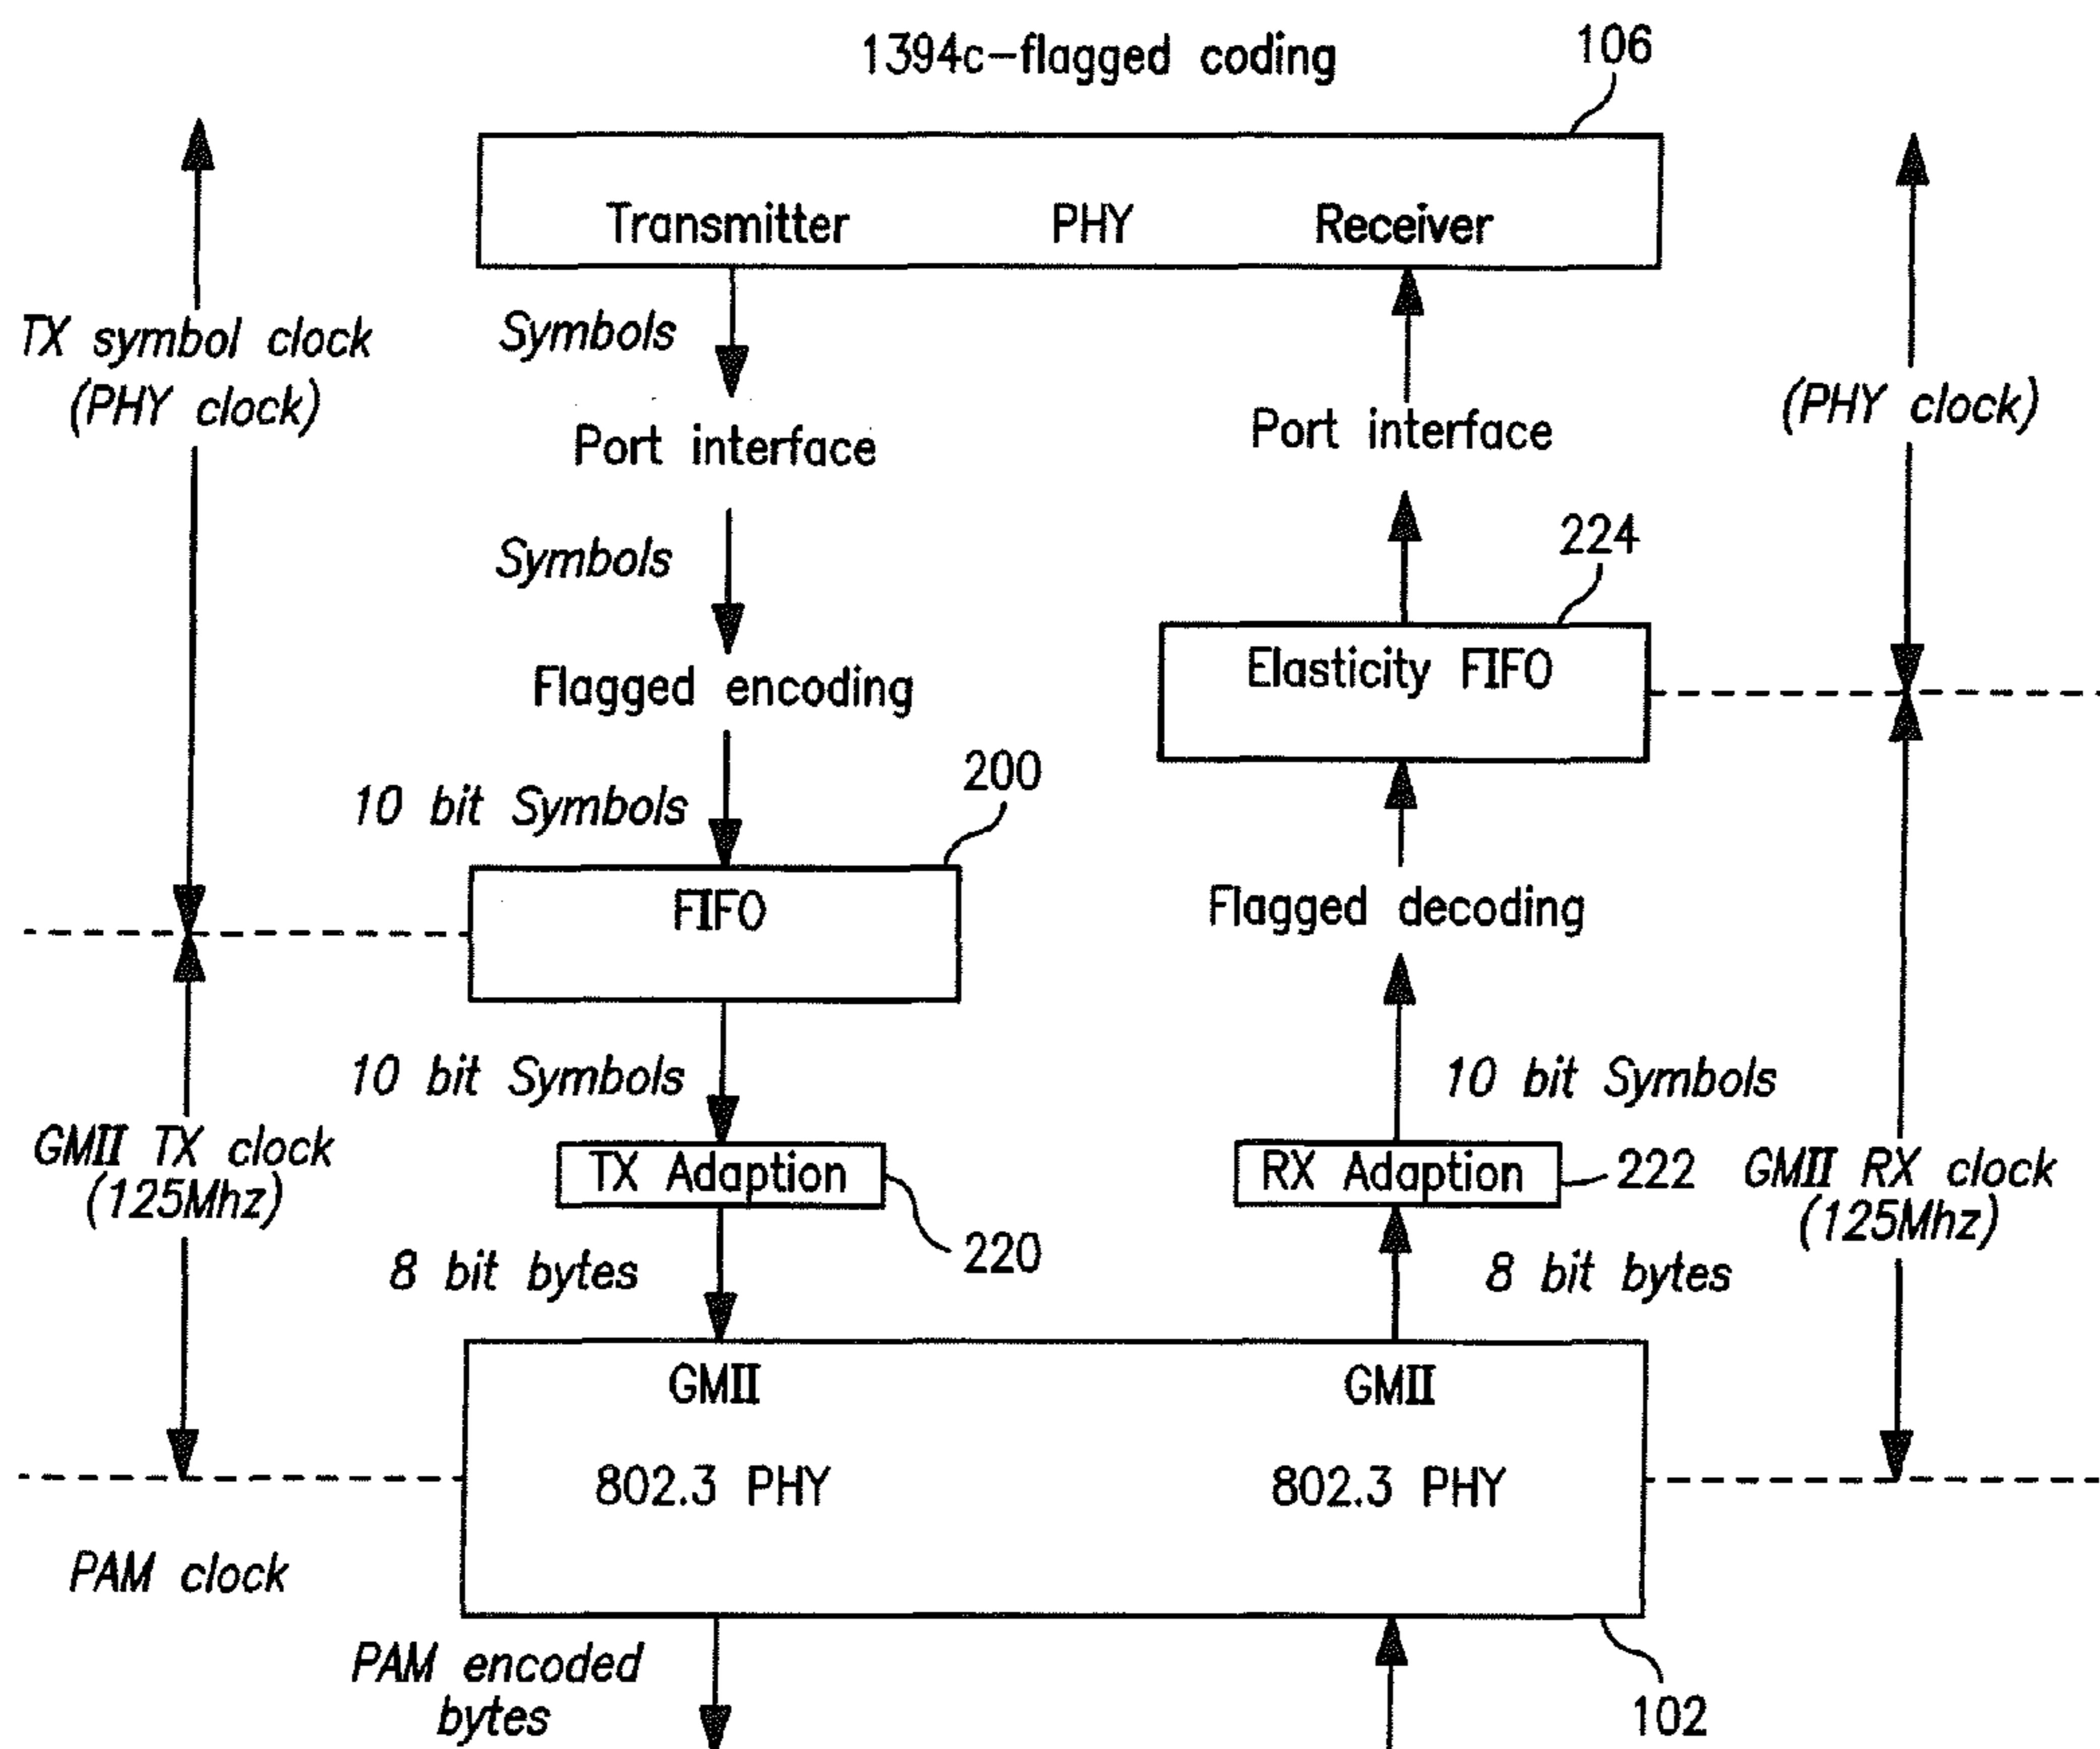 1394c-flagged coding
106
Transmitter PHY Receiver
TX symbol clock
(PHY clock)
Symbols
Port interface
Symbols
Flagged encoding
10 bit Symbols
200
FIFO
10 bit Symbols
GMII TX clock
(125Mhz)
TX Adaption
220
8 bit bytes
(PHY clock)
Port interface
224
Elasticity FIFO
Flagged decoding
10 bit Symbols
RX Adaption
222
GMII RX clock
(125Mhz)
8 bit bytes
GMII GMII
802.3 PHY 802.3 PHY
PAM clock
PAM encoded
bytes
102